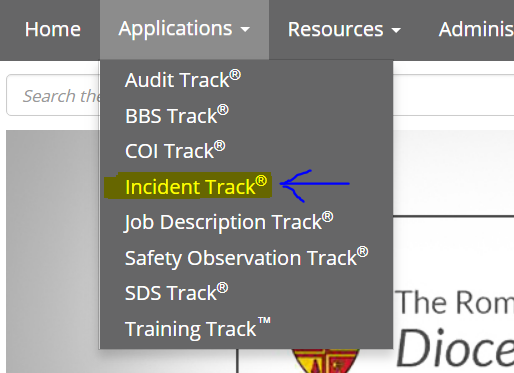 Home Applications Resources Adminis
Search the
Audit Track®
BBS Track®
COI Track®
Incident Track®
Job Description Track®
Safety Observation Track®
SDS Track®
Training Track™
The Rom
Dioce